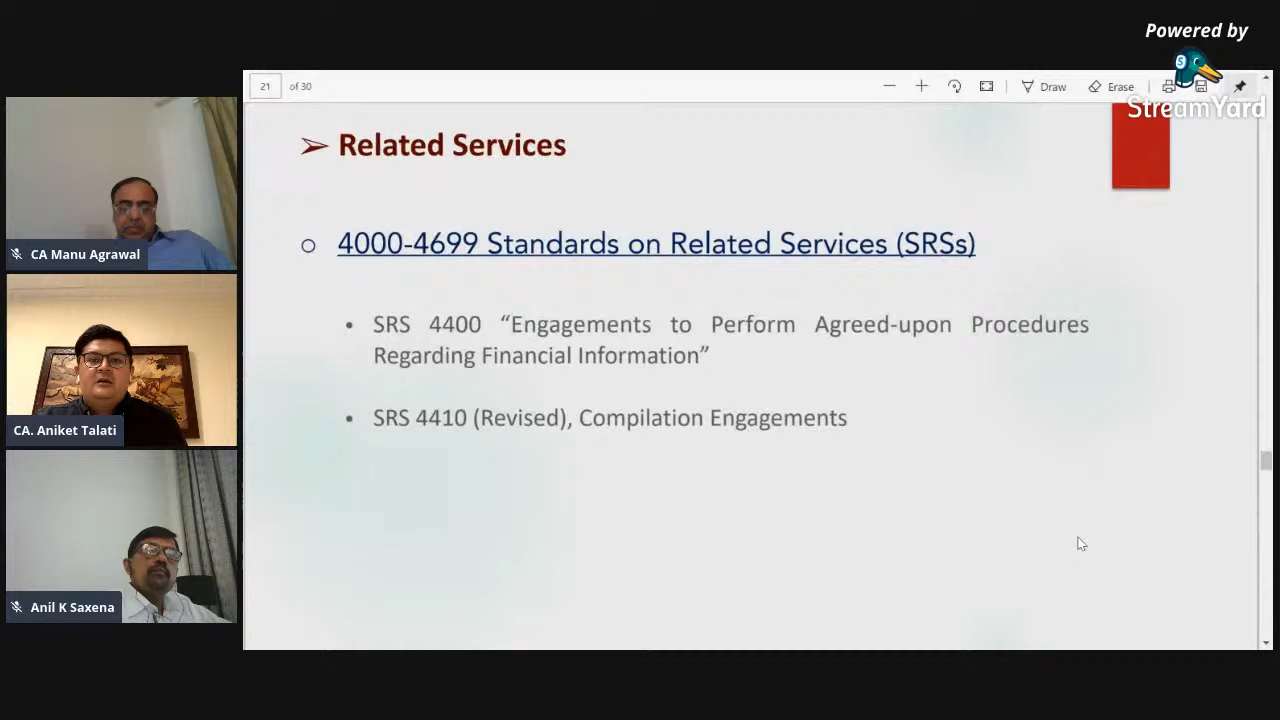 Powered by
StreamYard
21 of 30
Draw
Erase
➢ Related Services
4000-4699 Standards on Related Services (SRSs)
• SRS 4400 “Engagements to Perform Agreed-upon Procedures
Regarding Financial Information”
• SRS 4410 (Revised), Compilation Engagements
CA Manu Agrawal
CA. Aniket Talati
Anil K Saxena